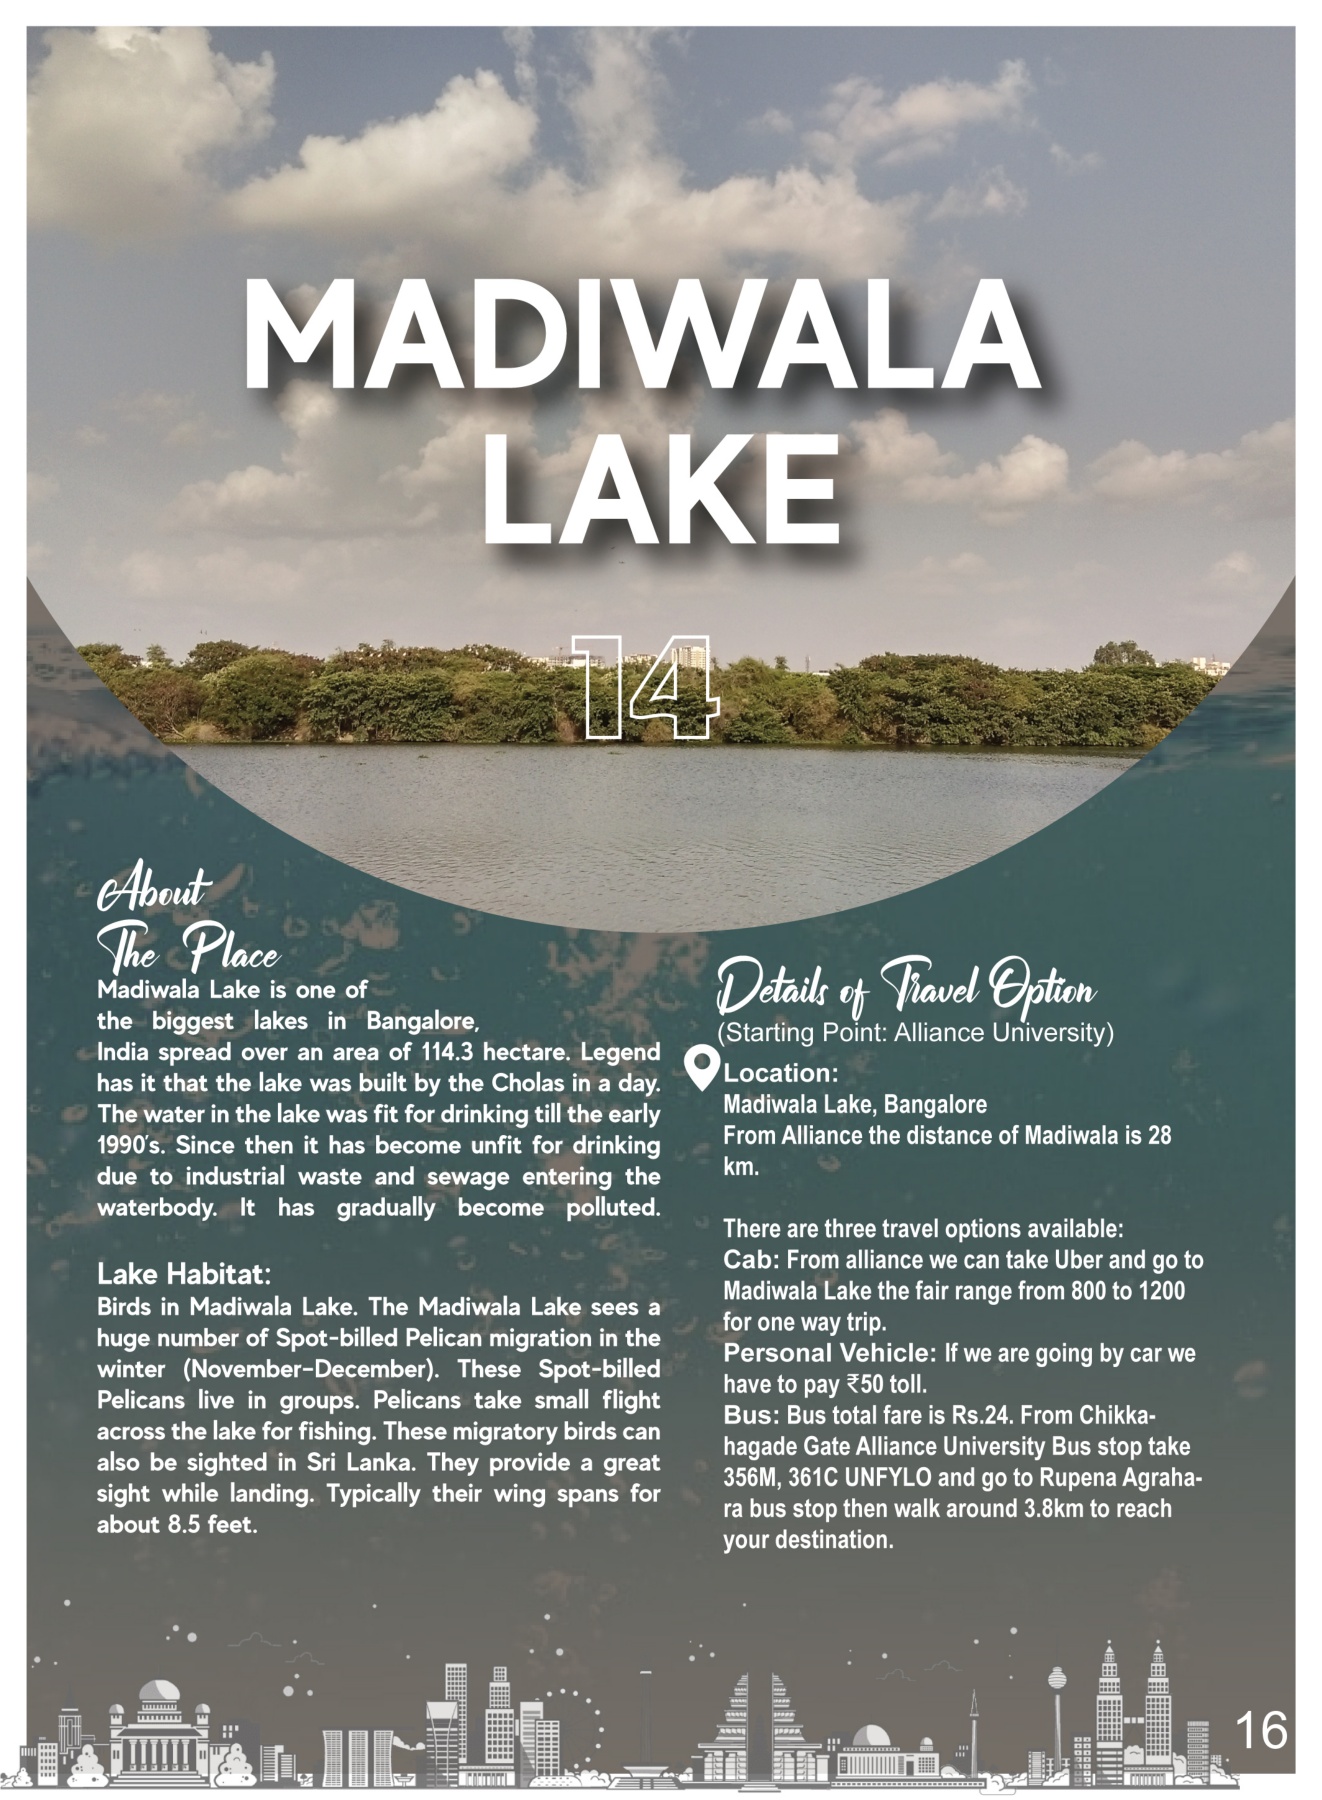 MADIWALA
LAKE
14
About
The Place
Madiwala Lake is one of
the biggest lakes in Bangalore,
India spread over an area of 114.3 hectare. Legend
has it that the lake was built by the Cholas in a day.
The water in the lake was fit for drinking till the early
1990's. Since then it has become unfit for drinking
due to industrial waste and sewage entering the
waterbody. It has gradually become polluted.
Lake Habitat:
Birds in Madiwala Lake. The Madiwala Lake sees a
huge number of Spot-billed Pelican migration in the
winter (November-December). These Spot-billed
Pelicans live in groups. Pelicans take small flight
across the lake for fishing. These migratory birds can
also be sighted in Sri Lanka. They provide a great
sight while landing. Typically their wing spans for
about 8.5 feet.
Details of Travel Option
(Starting Point: Alliance University)
Location:
Madiwala Lake, Bangalore
From Alliance the distance of Madiwala is 28
km.
There are three travel options available:
Cab: From alliance we can take Uber and go to
Madiwala Lake the fair range from 800 to 1200
for one way trip.
Personal Vehicle: If we are going by car we
have to pay ₹50 toll.
Bus: Bus total fare is Rs.24. From Chikka-
hagade Gate Alliance University Bus stop take
356M, 361C UNFYLO and go to Rupena Agraha-
ra bus stop then walk around 3.8km to reach
your destination.
16